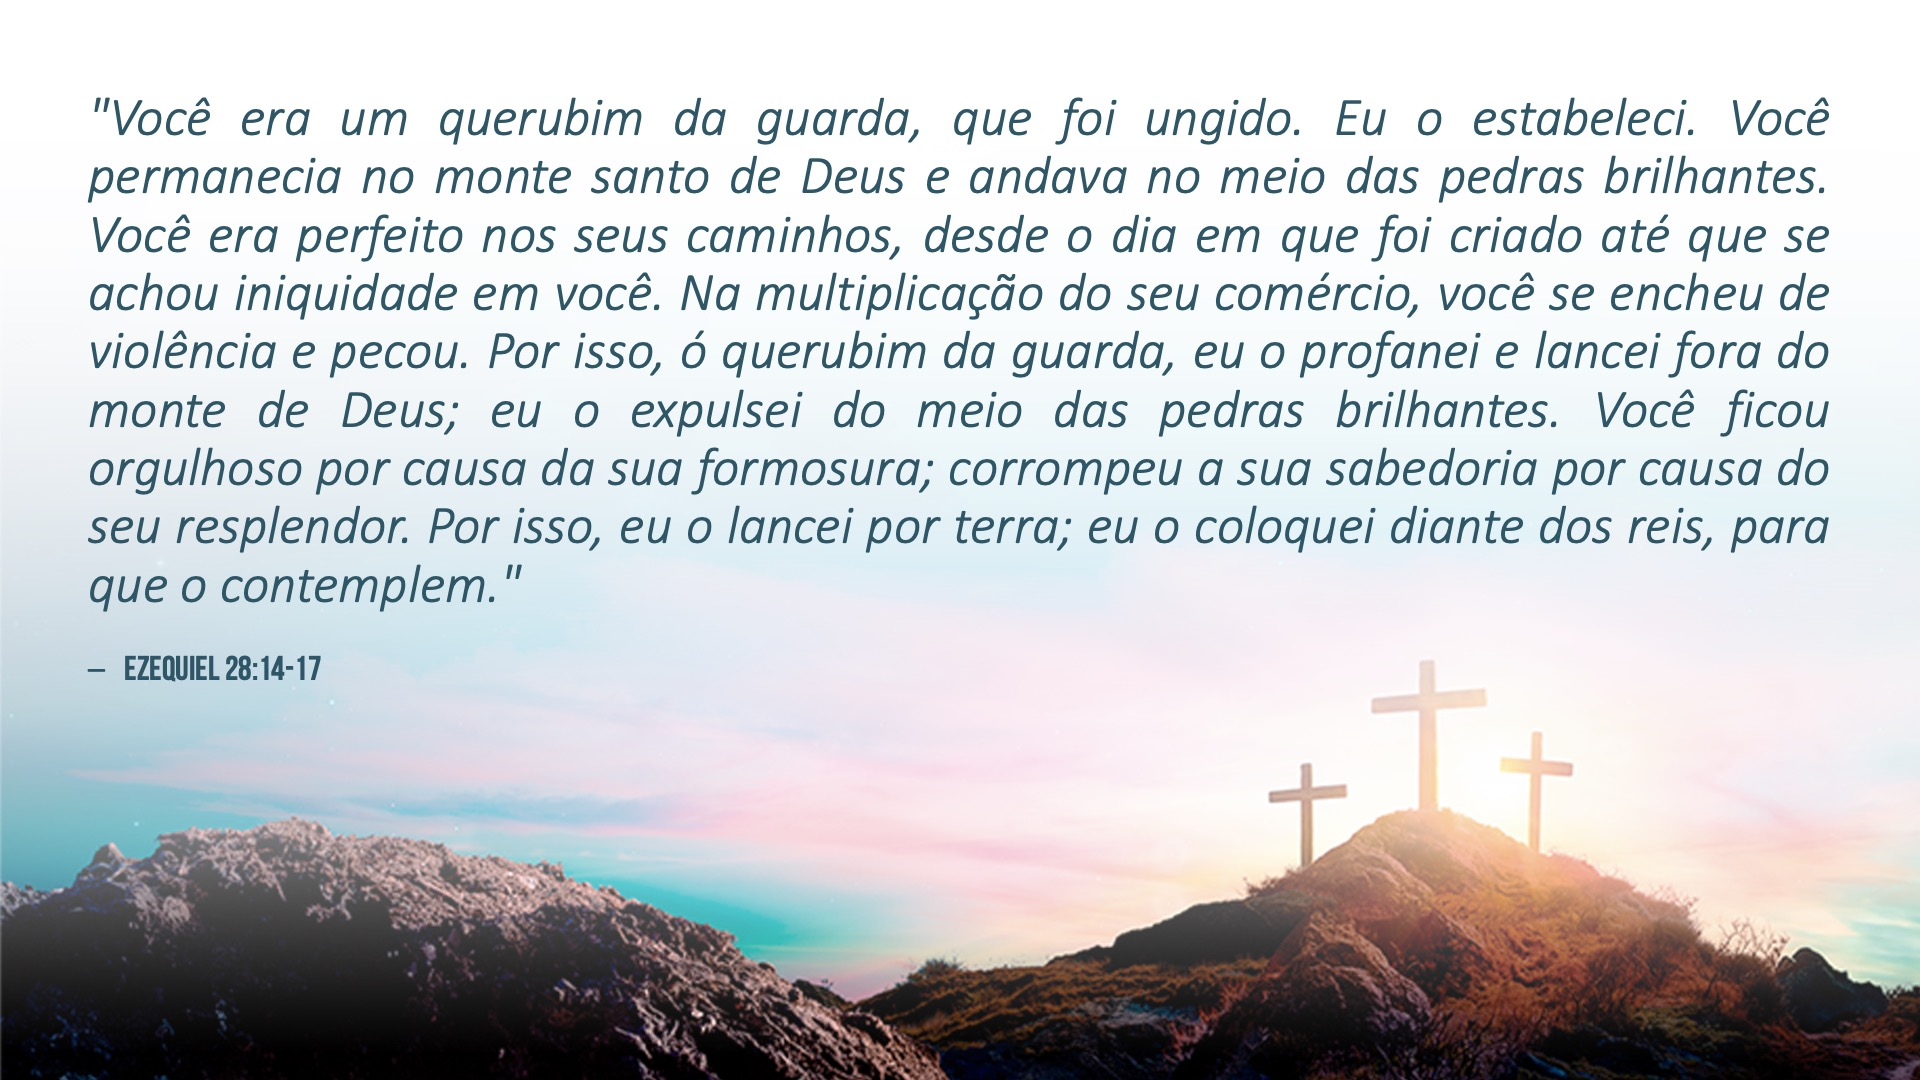 "Você era um querubim da guarda, que foi ungido. Eu o estabeleci. Você
permanecia no monte santo de Deus e andava no meio das pedras brilhantes.
Você era perfeito nos seus caminhos, desde o dia em que foi criado até que se
achou iniquidade em você. Na multiplicação do seu comércio, você se encheu de
violência e pecou. Por isso, ó querubim da guarda, eu o profanei e lancei fora do
monte de Deus; eu o expulsei do meio das pedras brilhantes. Você ficou
orgulhoso por causa da sua formosura; corrompeu a sua sabedoria por causa do
seu resplendor. Por isso, eu o lancei por terra; eu o coloquei diante dos reis, para
que o contemplem."
– EZEQUIEL 28:14-17